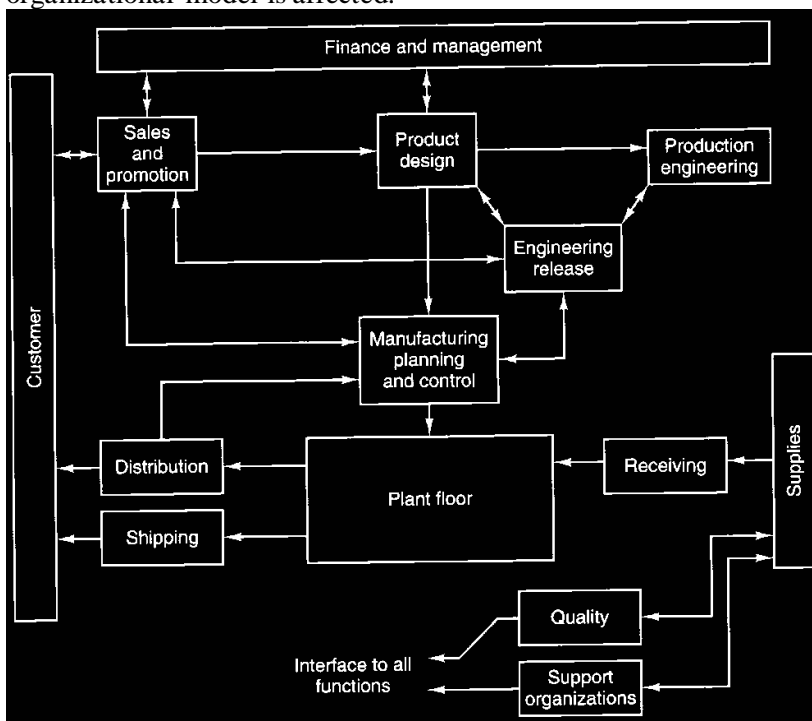 organizational model is affected.
Finance and management
Sales
and
promotion
Product
design
Production
engineering
Engineering
release
Customer
Manufacturing
planning
and control
Supplies
Distribution
Receiving
Plant floor
Shipping
Quality
Interface to all
functions
Support
organizations